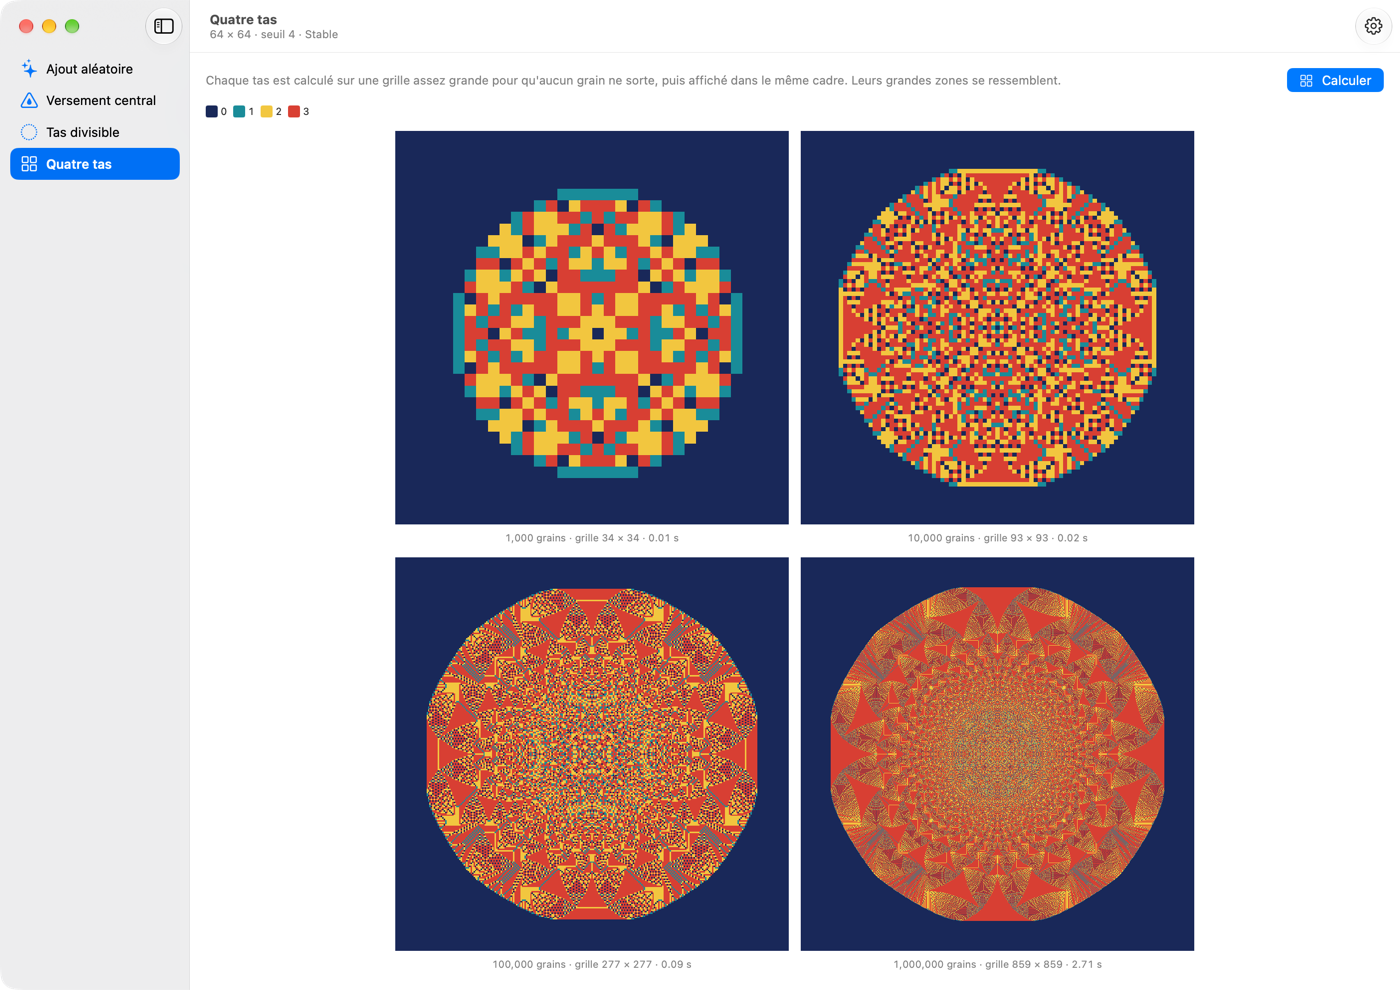 Quatre tas
64 × 64 · seuil 4 · Stable
Ajout aléatoire
Versement central
Tas divisible
Quatre tas
Chaque tas est calculé sur une grille assez grande pour qu'aucun grain ne sorte, puis affiché dans le même cadre. Leurs grandes zones se ressemblent.
Calculer
0 1 2 3
1,000 grains · grille 34 × 34 · 0.01 s
10,000 grains · grille 93 × 93 · 0.02 s
100,000 grains · grille 277 × 277 · 0.09 s
1,000,000 grains · grille 859 × 859 · 2.71 s